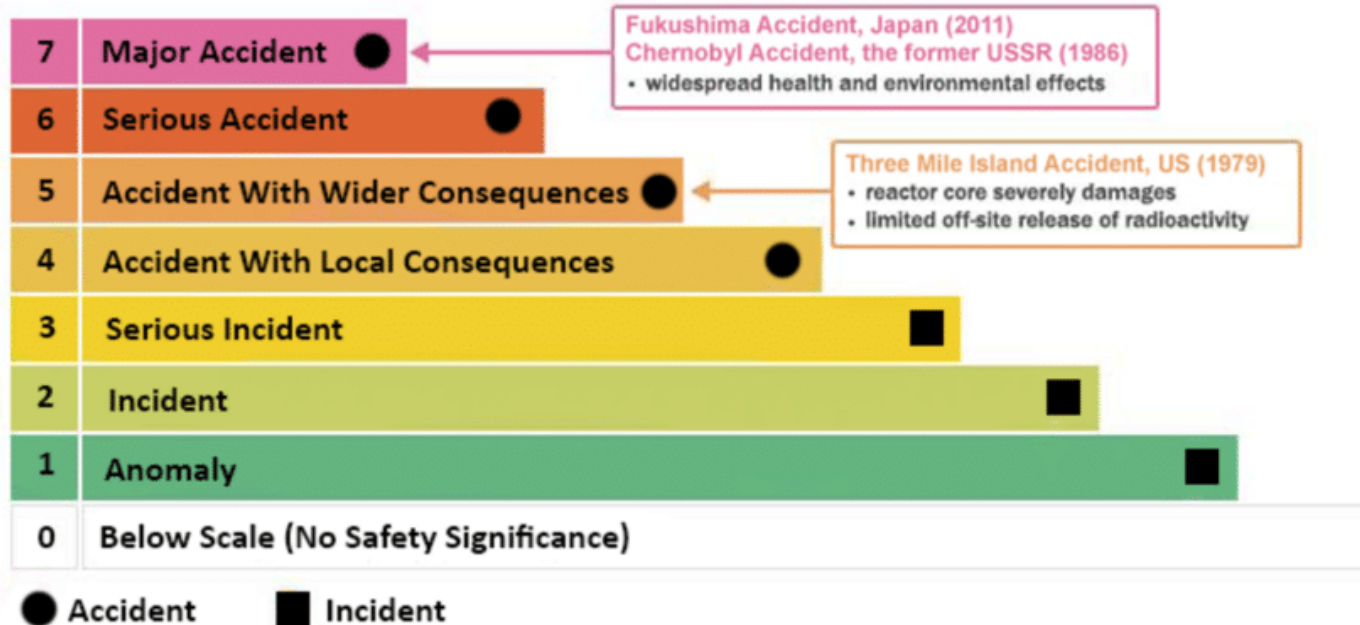 7 Major Accident
Fukushima Accident, Japan (2011)
Chernobyl Accident, the former USSR (1986)
• widespread health and environmental effects
6 Serious Accident
5 Accident With Wider Consequences
Three Mile Island Accident, US (1979)
• reactor core severely damages
• limited off-site release of radioactivity
4 Accident With Local Consequences
3 Serious Incident
2 Incident
1 Anomaly
0 Below Scale (No Safety Significance)
Accident Incident